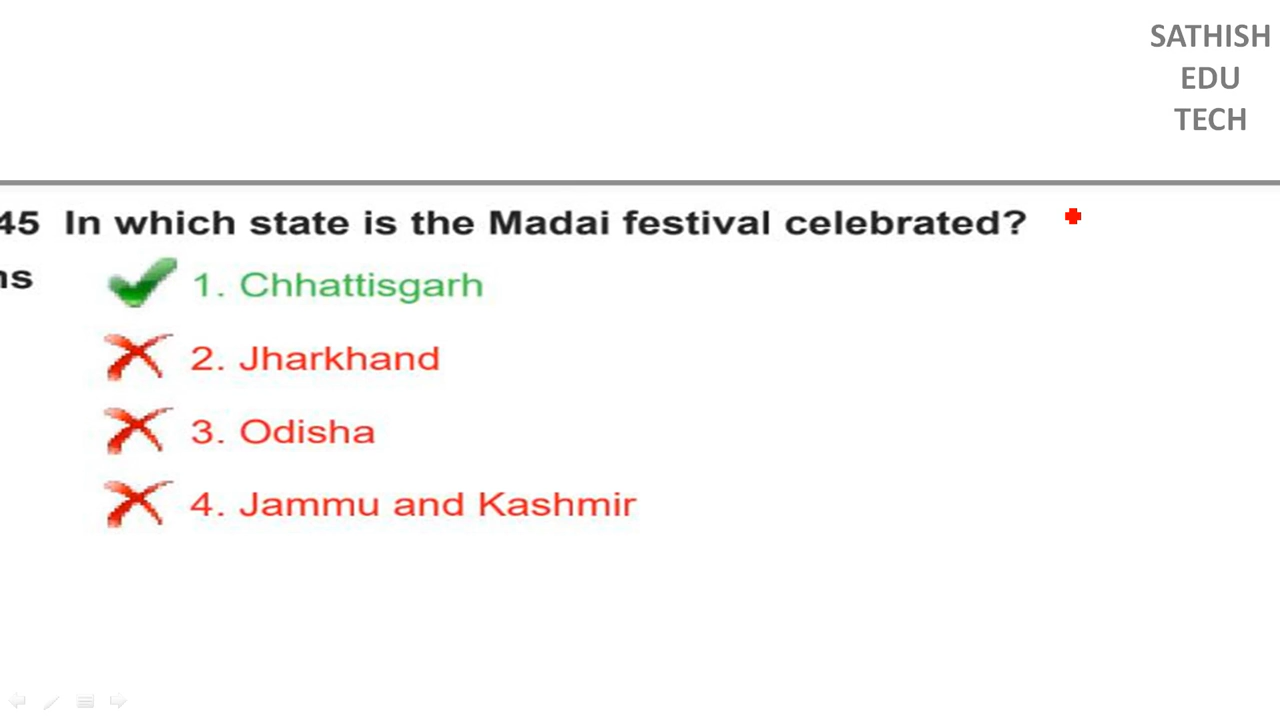 SATHISH
EDU
TECH
45 In which state is the Madai festival celebrated?
ns
1. Chhattisgarh
2. Jharkhand
3. Odisha
4. Jammu and Kashmir